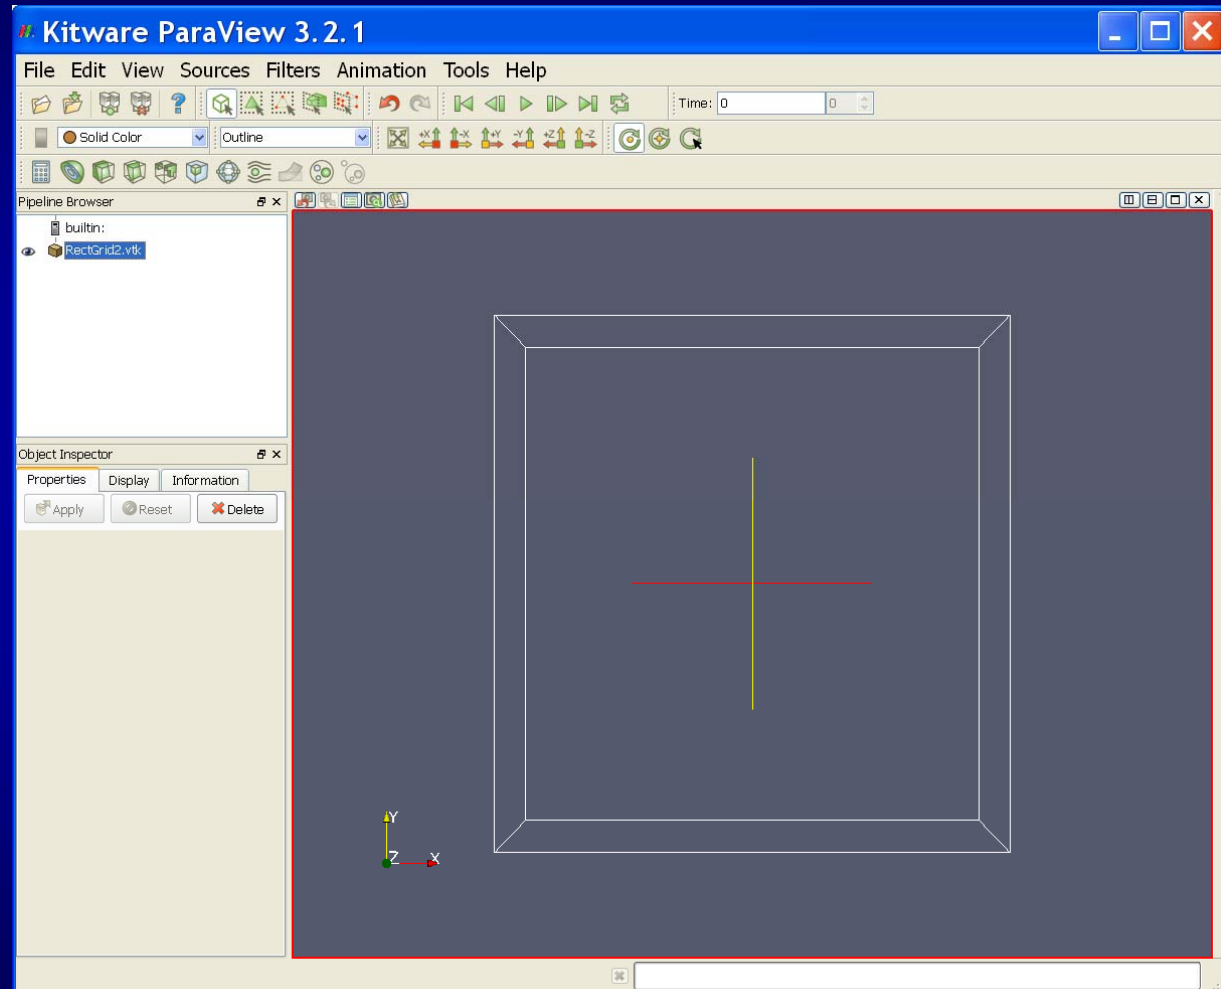 Kitware ParaView 3.2.1
File Edit View Sources Filters Animation Tools Help
Time: 0 0
Solid Color Outline +X -X +Y -Y +Z -Z
Pipeline Browser
builtin:
RectGrid2.vtk
Object Inspector
Properties Display Information
Apply Reset Delete
Y
Z X